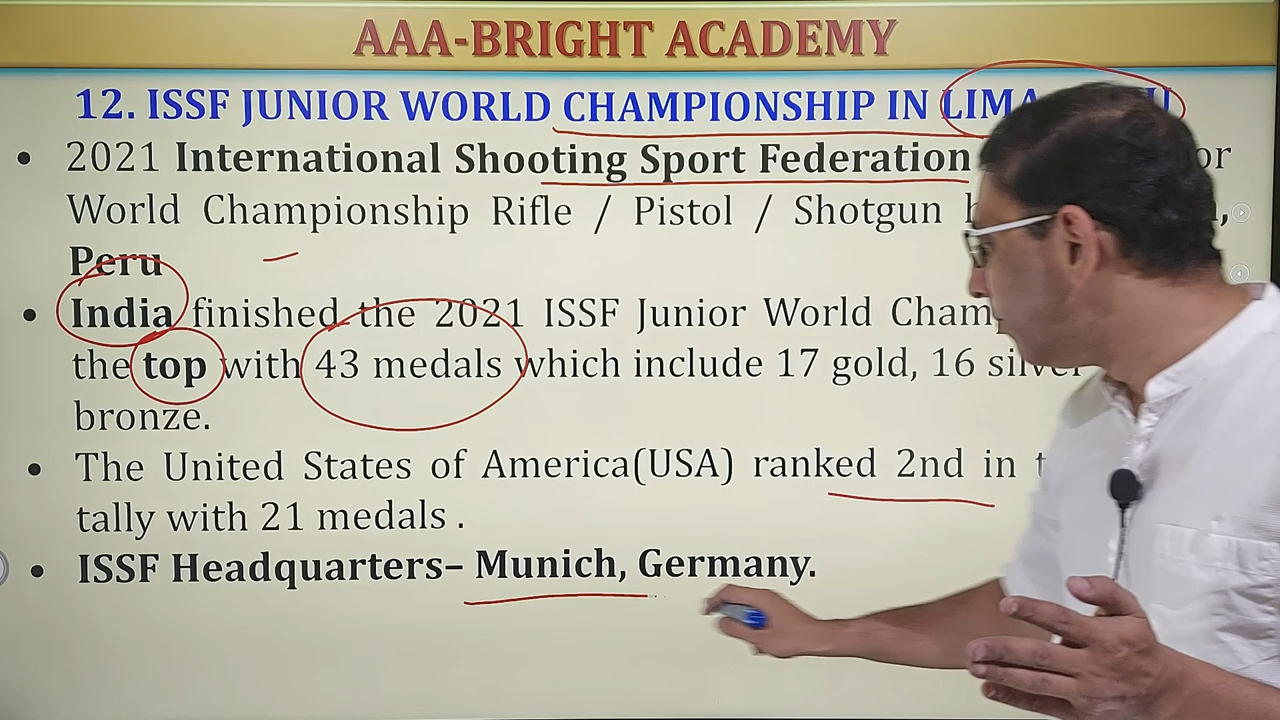 AAA-BRIGHT ACADEMY
12. ISSF JUNIOR WORLD CHAMPIONSHIP IN LIMA
• 2021 International Shooting Sport Federation
World Championship Rifle / Pistol / Shotgun
Peru
• India finished the 2021 ISSF Junior World
the top with 43 medals which include 17 gold, 16 silver
bronze.
• The United States of America(USA) ranked 2nd in
tally with 21 medals .
• ISSF Headquarters– Munich, Germany.